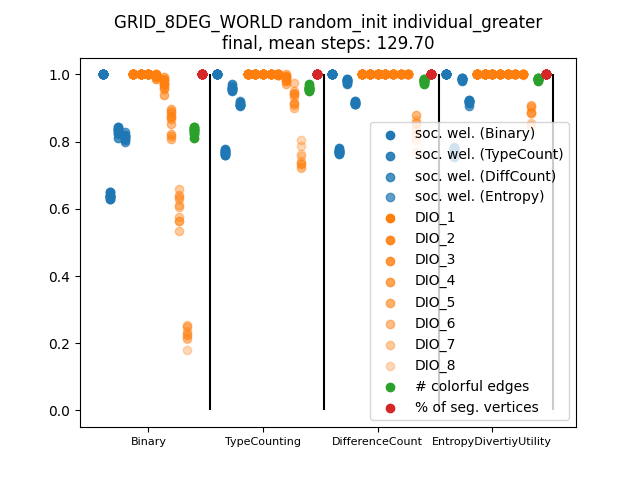 GRID_8DEG_WORLD random_init individual_greater
final, mean steps: 129.70
1.0
0.8
0.6
0.4
0.2
0.0
soc. wel. (Binary)
soc. wel. (TypeCount)
soc. wel. (DiffCount)
soc. wel. (Entropy)
DIO_1
DIO_2
DIO_3
DIO_4
DIO_5
DIO_6
DIO_7
DIO_8
# colorful edges
% of seg. vertices
Binary
TypeCounting
DifferenceCount
EntropyDivertiyUtility